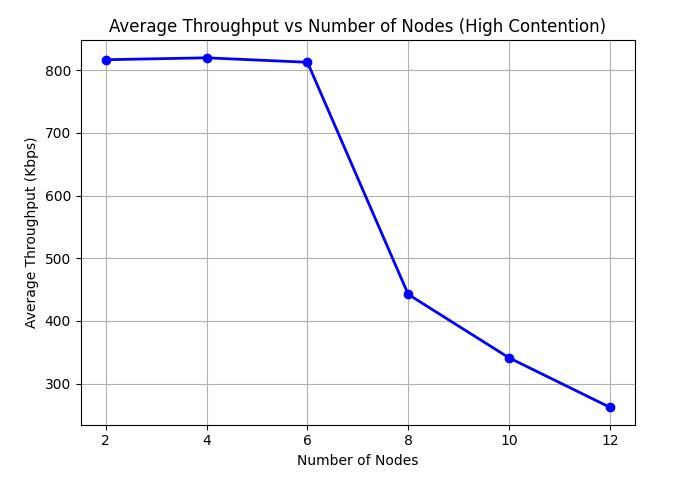 Average Throughput vs Number of Nodes (High Contention)
Average Throughput (Kbps)
800
700
600
500
400
300
2 4 6 8 10 12
Number of Nodes